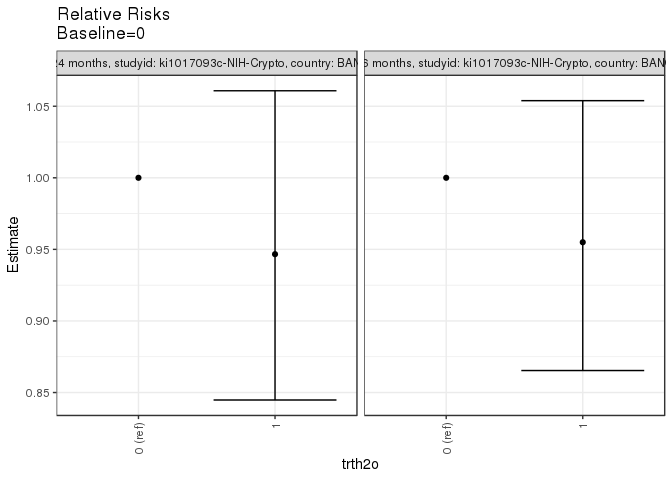 Relative Risks
Baseline=0
24 months, studyid: ki1017093c-NIH-Crypto, country: BAN
6 months, studyid: ki1017093c-NIH-Crypto, country: BAN
1.05
1.00
0.95
0.90
0.85
Estimate
0 (ref)
1
0 (ref)
1
trth2o